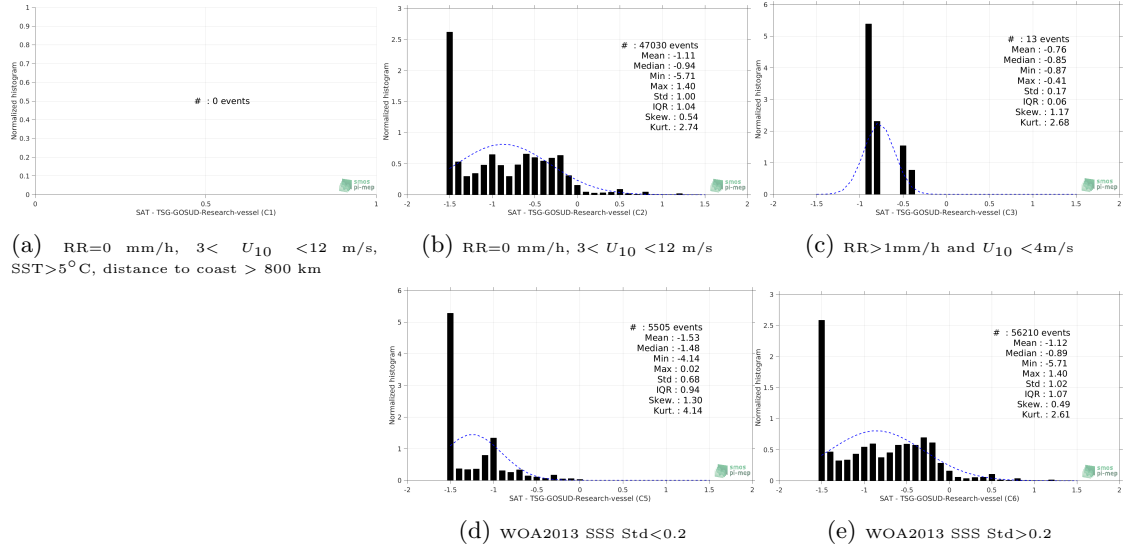 1
0.9
0.8
0.7
0.6
0.5
0.4
0.3
0.2
0.1
0
Normalized histogram
# : 0 events
smos
pi-mep
0 0.5 1
SAT - TSG-GOSUD-Research-vessel (C1)
(a) RR=0 mm/h, 3< U10 <12 m/s,
SST>5°C, distance to coast > 800 km
3
2.5
2
1.5
1
0.5
0
Normalized histogram
# : 47030 events
Mean : -1.11
Median : -0.94
Min : -5.71
Max : 1.40
Std : 1.00
IQR : 1.04
Skew. : 0.54
Kurt. : 2.74
smos
pi-mep
-2 -1.5 -1 -0.5 0 0.5 1 1.5 2
SAT - TSG-GOSUD-Research-vessel (C2)
(b) RR=0 mm/h, 3< U10 <12 m/s
6
5
4
3
2
1
0
Normalized histogram
# : 13 events
Mean : -0.76
Median : -0.85
Min : -0.87
Max : -0.41
Std : 0.17
IQR : 0.06
Skew. : 1.17
Kurt. : 2.68
smos
pi-mep
-2 -1.5 -1 -0.5 0 0.5 1 1.5 2
SAT - TSG-GOSUD-Research-vessel (C3)
(c) RR>1mm/h and U10 <4m/s
6
5
4
3
2
1
0
Normalized histogram
# : 5505 events
Mean : -1.53
Median : -1.48
Min : -4.14
Max : 0.02
Std : 0.68
IQR : 0.94
Skew. : 1.30
Kurt. : 4.14
smos
pi-mep
-2 -1.5 -1 -0.5 0 0.5 1 1.5 2
SAT - TSG-GOSUD-Research-vessel (C5)
(d) WOA2013 SSS Std<0.2
3
2.5
2
1.5
1
0.5
0
Normalized histogram
# : 56210 events
Mean : -1.12
Median : -0.89
Min : -5.71
Max : 1.40
Std : 1.02
IQR : 1.07
Skew. : 0.49
Kurt. : 2.61
smos
pi-mep
-2 -1.5 -1 -0.5 0 0.5 1 1.5 2
SAT - TSG-GOSUD-Research-vessel (C6)
(e) WOA2013 SSS Std>0.2